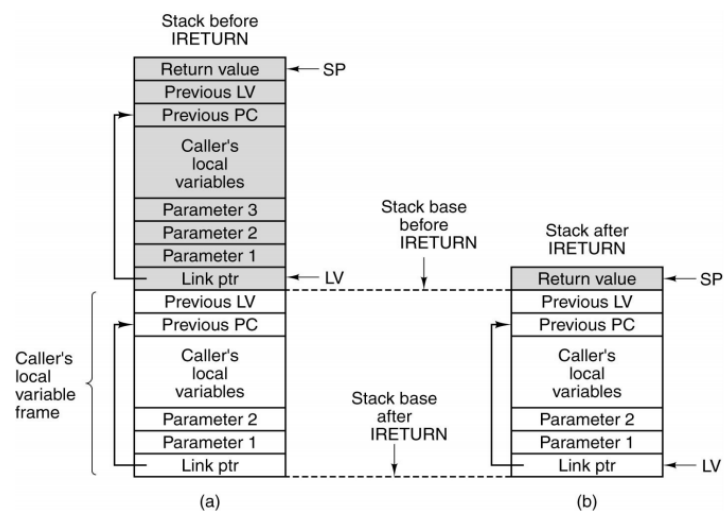 Stack before
IRETURN
Return value
SP
Previous LV
Previous PC
Caller's
local
variables
Parameter 3
Parameter 2
Parameter 1
Link ptr
LV
Previous LV
Previous PC
Caller's
local
variables
Parameter 2
Parameter 1
Link ptr
Caller's
local
variable
frame
(a)
Stack base
before
IRETURN
Stack base
after
IRETURN
Stack after
IRETURN
Return value
SP
Previous LV
Previous PC
Caller's
local
variables
Parameter 2
Parameter 1
Link ptr
LV
(b)